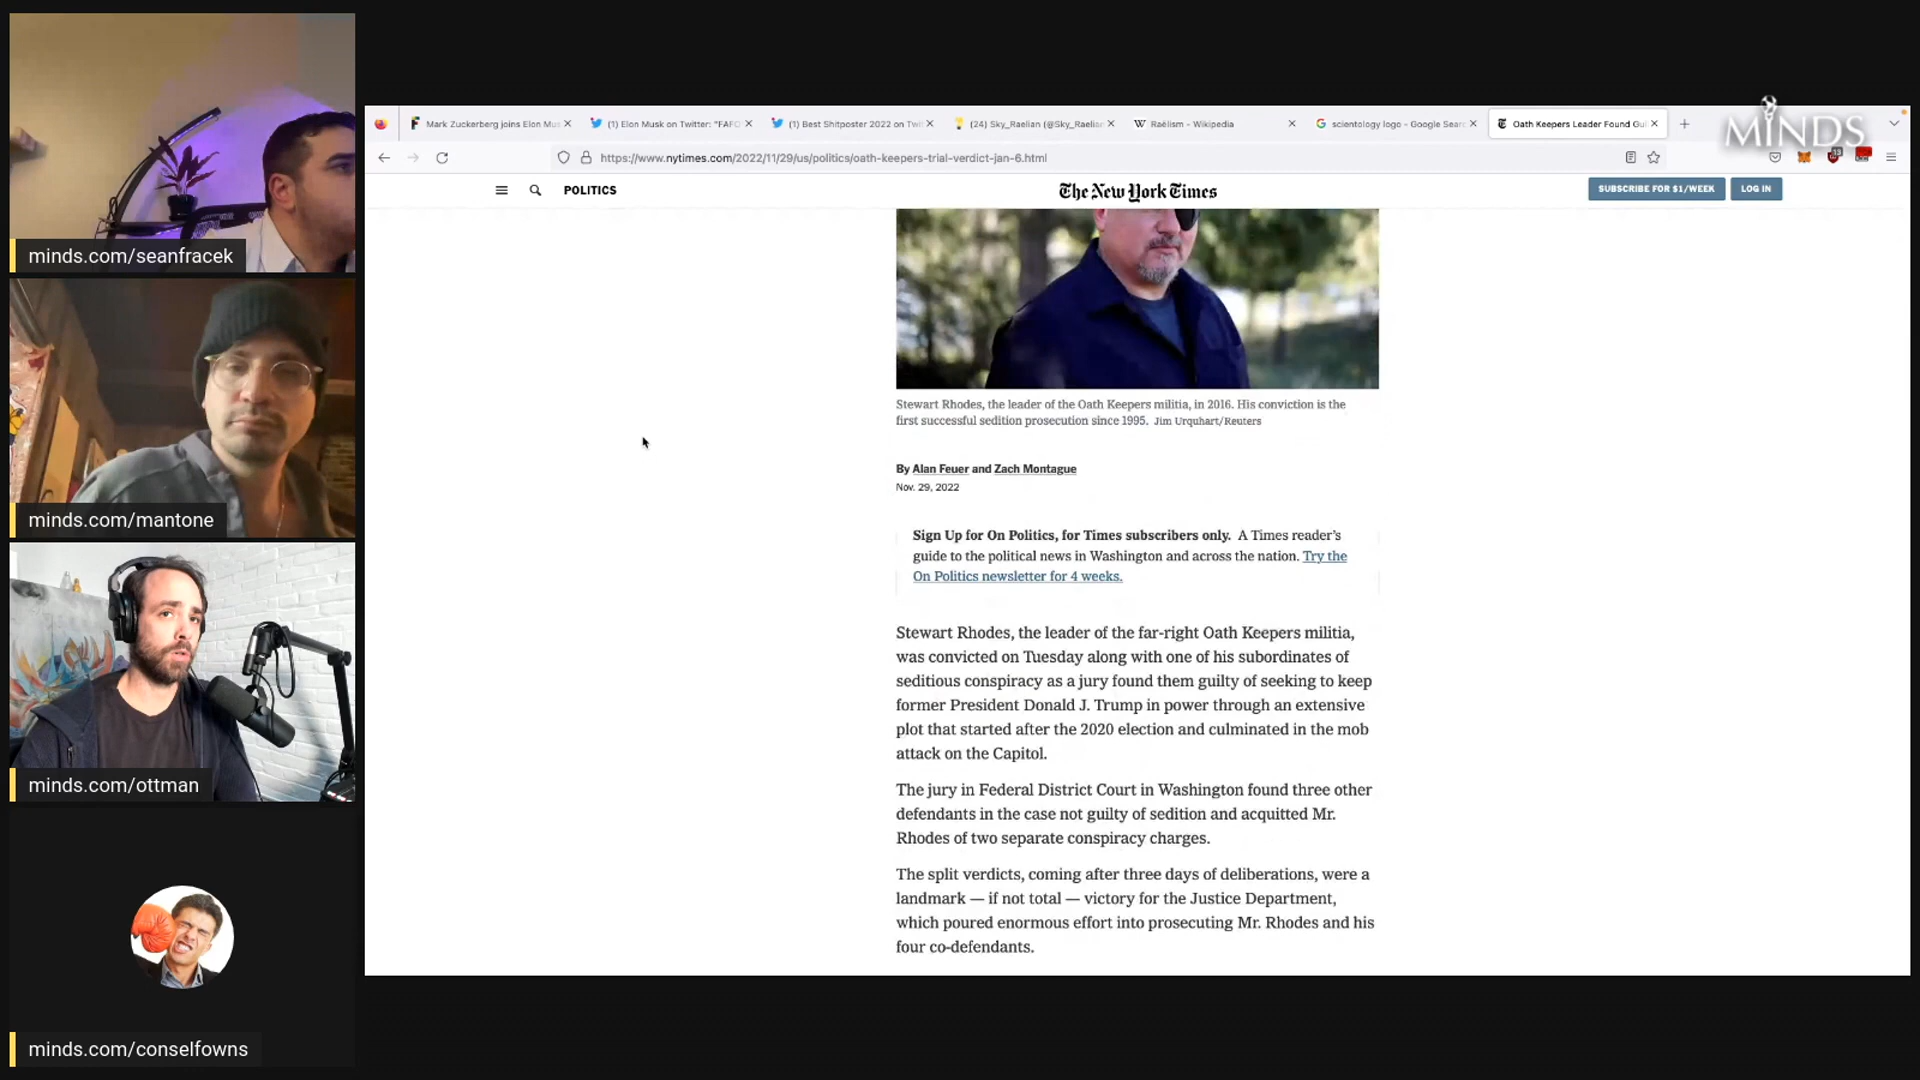 minds.com/seanfracek
minds.com/mantone
minds.com/ottman
minds.com/conselfowns
Mark Zuckerberg joins Elon Mus
(1) Elon Musk on Twitter: "FAFO
(1) Best Shitposter 2022 on Twit
(24) Sky_Raelian (@Sky_Raelian
Raëlism - Wikipedia
scientology logo - Google Searc
Oath Keepers Leader Found Gui
MINDS
https://www.nytimes.com/2022/11/29/us/politics/oath-keepers-trial-verdict-jan-6.html
POLITICS
The New York Times
SUBSCRIBE FOR $1/WEEK
LOG IN
Stewart Rhodes, the leader of the Oath Keepers militia, in 2016. His conviction is the
first successful sedition prosecution since 1995. Jim Urquhart/Reuters
By Alan Feuer and Zach Montague
Nov. 29, 2022
Sign Up for On Politics, for Times subscribers only. A Times reader's
guide to the political news in Washington and across the nation. Try the
On Politics newsletter for 4 weeks.
Stewart Rhodes, the leader of the far-right Oath Keepers militia,
was convicted on Tuesday along with one of his subordinates of
seditious conspiracy as a jury found them guilty of seeking to keep
former President Donald J. Trump in power through an extensive
plot that started after the 2020 election and culminated in the mob
attack on the Capitol.
The jury in Federal District Court in Washington found three other
defendants in the case not guilty of sedition and acquitted Mr.
Rhodes of two separate conspiracy charges.
The split verdicts, coming after three days of deliberations, were a
landmark — if not total — victory for the Justice Department,
which poured enormous effort into prosecuting Mr. Rhodes and his
four co-defendants.